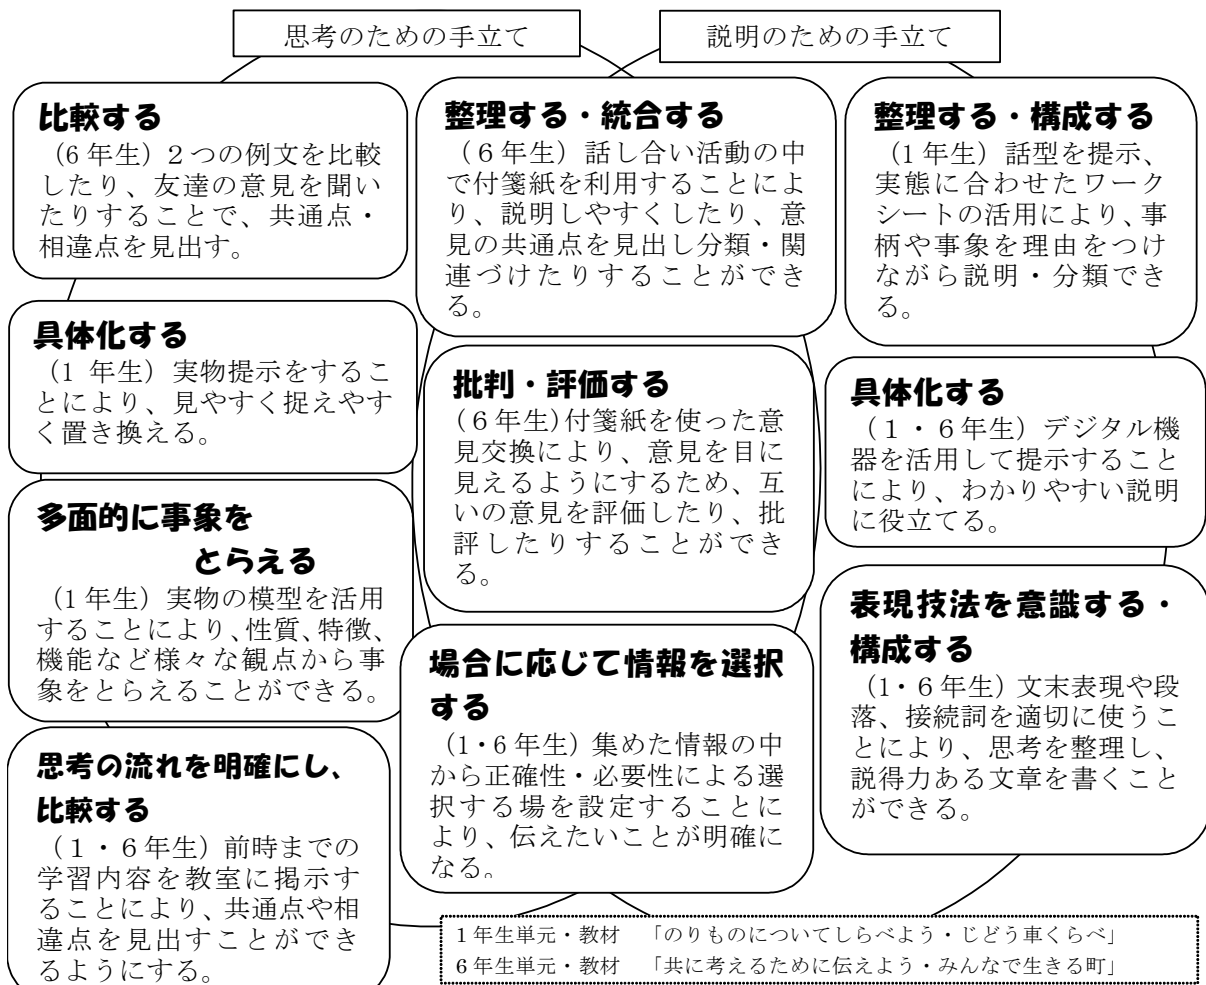 思考のための手立て
説明のための手立て
比較する
(6年生)2つの例文を比較
したり、友達の意見を聞い
たりすることで、共通点・
相違点を見出す。
具体化する
(1 年生)実物提示をするこ
とにより、見やすく捉えやす
く置き換える。
多面的に事象を
とらえる
(1年生)実物の模型を活用
することにより、性質、特徴、
機能など様々な観点から事
象をとらえることができる。
思考の流れを明確にし、
比較する
(1・6年生)前時までの
学習内容を教室に掲示す
ることにより、共通点や相
違点を見出すことができ
るようにする。
整理する・統合する
(6年生)話し合い活動の中
で付箋紙を利用することによ
り、説明しやすくしたり、意
見の共通点を見出し分類・関
連づけたりすることができ
る。
批判・評価する
(6年生)付箋紙を使った意
見交換により、意見を目に
見えるようにするため、互
いの意見を評価したり、批
評したりすることができ
る。
場合に応じて情報を選択
する
(1・6年生)集めた情報の中
から正確性・必要性による選
択する場を設定することに
より、伝えたいことが明確に
なる。
整理する・構成する
(1年生)話型を提示、
実態に合わせたワーク
シートの活用により、事
柄や事象を理由をつけ
ながら説明・分類でき
る。
具体化する
(1・6年生)デジタル機
器を活用して提示すること
により、わかりやすい説明
に役立てる。
表現技法を意識する・
構成する
(1・6年生)文末表現や段
落、接続詞を適切に使うこ
とにより、思考を整理し、
説得力ある文章を書くこと
ができる。
1年生単元・教材 「のりものについてしらべよう・じどう車くらべ」
6年生単元・教材 「共に考えるために伝えよう・みんなで生きる町」